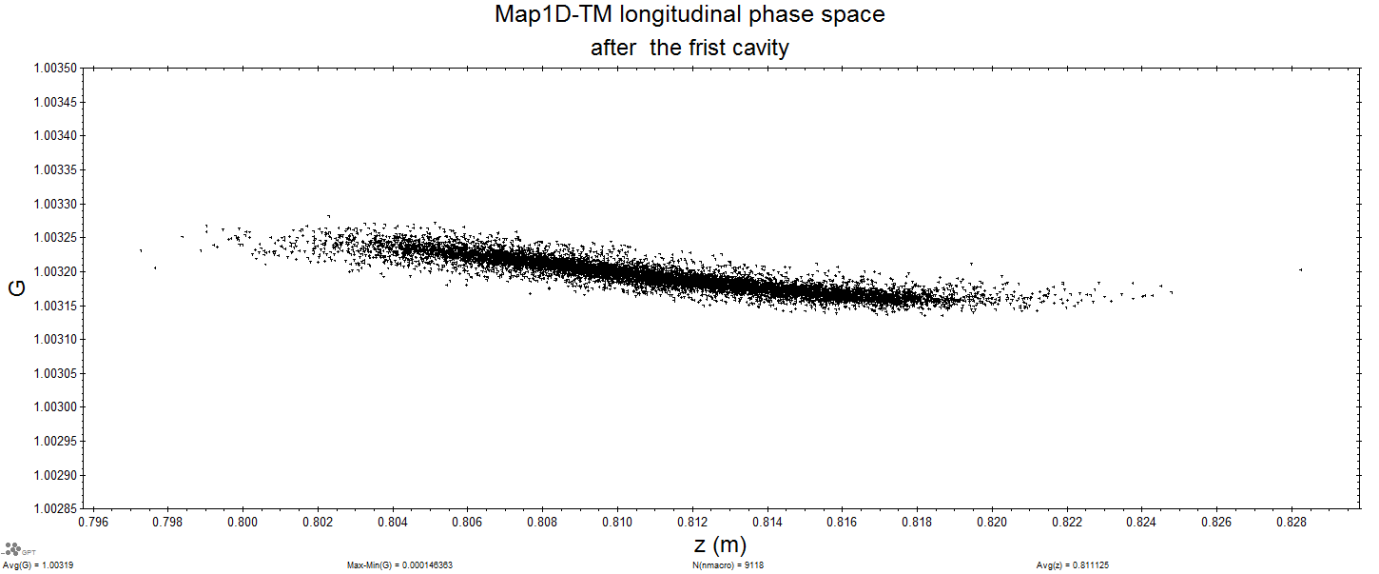 Map1D-TM longitudinal phase space
after the frist cavity
1.00350
1.00345
1.00340
1.00335
1.00330
1.00325
1.00320
1.00315
1.00310
1.00305
1.00300
1.00295
1.00290
1.00285
G
0.796 0.798 0.800 0.802 0.804 0.806 0.808 0.810 0.812 0.814 0.816 0.818 0.820 0.822 0.824 0.826 0.828
z (m)
GPT
Avg(G) = 1.00319 Max-Min(G) = 0.000146363 N(nmacro) = 9118 Avg(z) = 0.811125